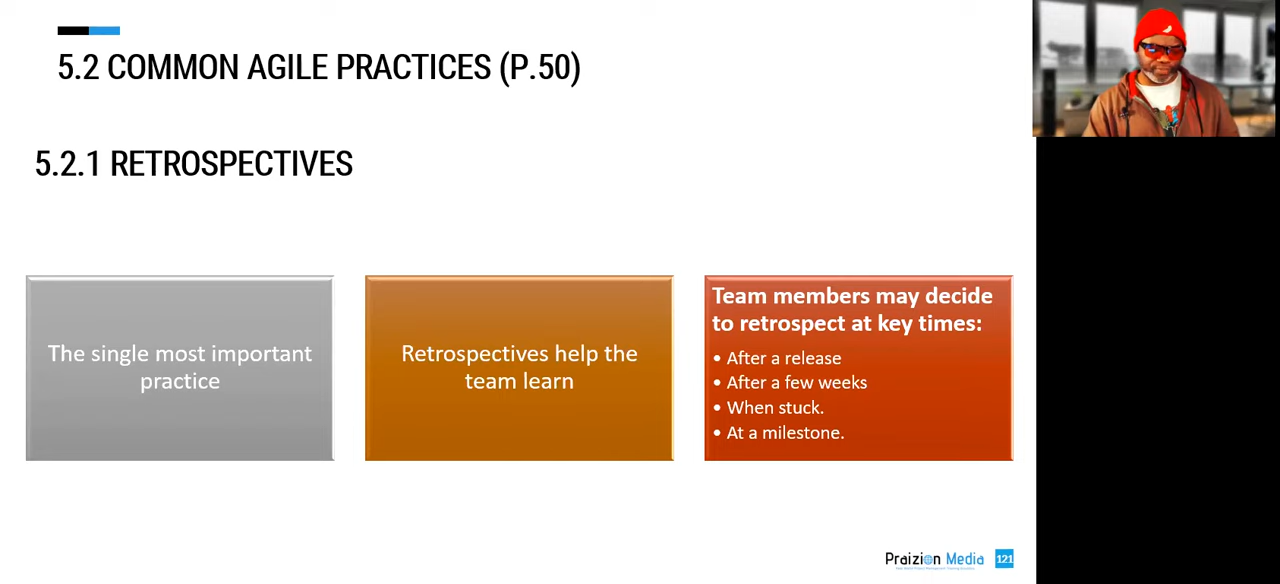 5.2 COMMON AGILE PRACTICES (P.50)
5.2.1 RETROSPECTIVES
The single most important
practice
Retrospectives help the
team learn
Team members may decide
to retrospect at key times:
• After a release
• After a few weeks
• When stuck.
• At a milestone.
Praizion Media 121